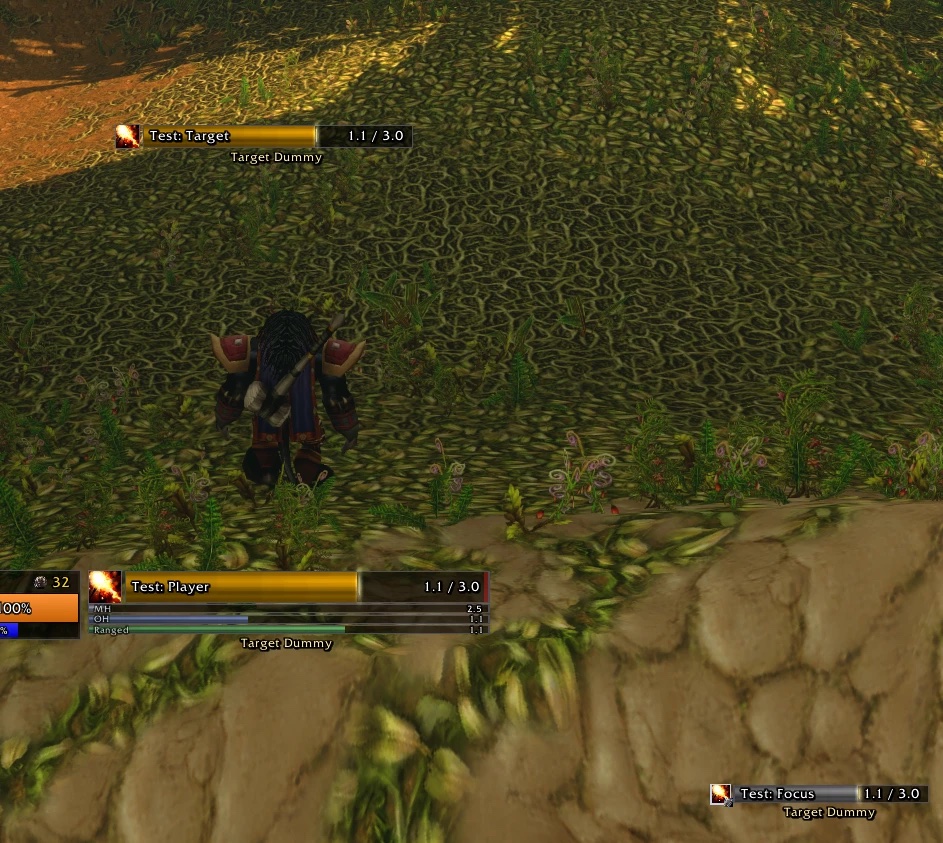 Test: Target 1.1 / 3.0
Target Dummy
32
100%
%
Test: Player 1.1 / 3.0
MH 2.5
OH 1.1
Ranged 1.1
Target Dummy
Test: Focus 1.1 / 3.0
Target Dummy